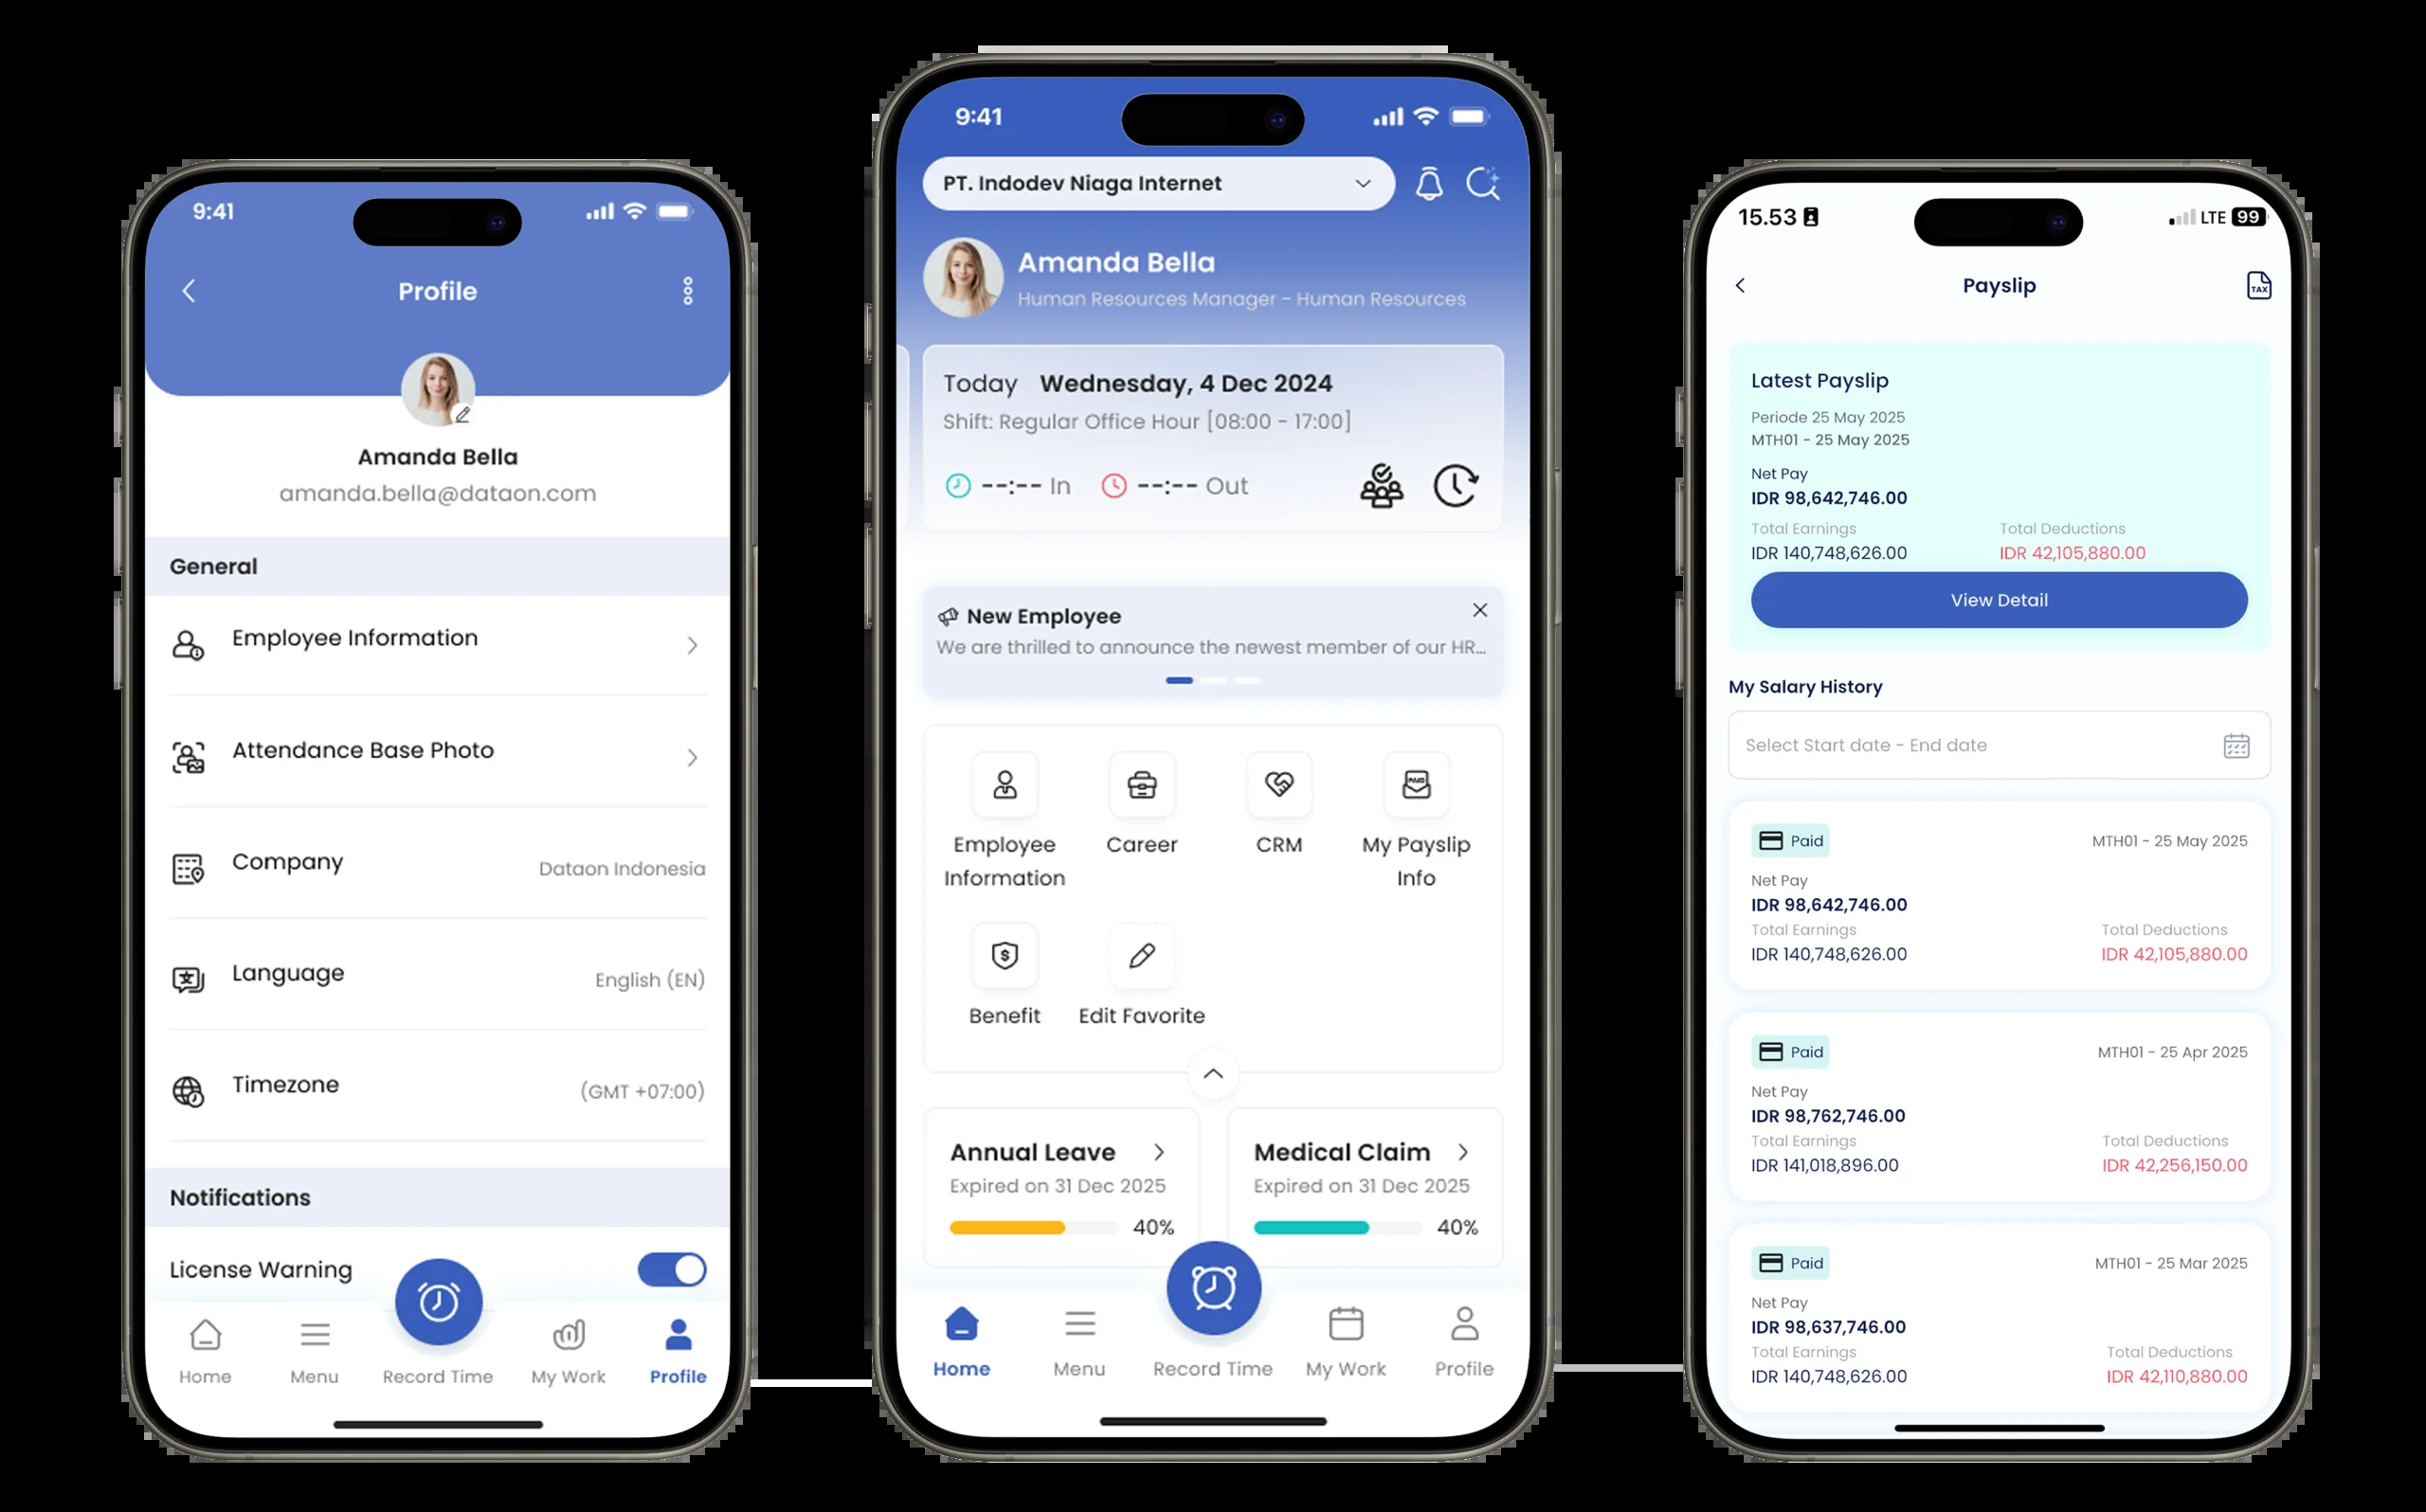 9:41
Profile
Amanda Bella
amanda.bella@dataon.com
General
Employee Information
Attendance Base Photo
Company
Dataon Indonesia
Language
English (EN)
Timezone
(GMT +07:00)
Notifications
License Warning
Home
Menu
Record Time
My Work
Profile
9:41
PT. Indodev Niaga Internet
Amanda Bella
Human Resources Manager - Human Resources
Today Wednesday, 4 Dec 2024
Shift: Regular Office Hour [08:00 - 17:00]
--:-- In
--:-- Out
New Employee
We are thrilled to announce the newest member of our HR...
Employee
Information
Career
CRM
PAID
My Payslip
Info
Benefit
Edit Favorite
Annual Leave
Expired on 31 Dec 2025
40%
Medical Claim
Expired on 31 Dec 2025
40%
Home
Menu
Record Time
My Work
Profile
15.53
LTE 99
Payslip
TAX
Latest Payslip
Periode 25 May 2025
MTH01 - 25 May 2025
Net Pay
IDR 98,642,746.00
Total Earnings
IDR 140,748,626.00
Total Deductions
IDR 42,105,880.00
View Detail
My Salary History
Select Start date - End date
Paid
MTH01 - 25 May 2025
Net Pay
IDR 98,642,746.00
Total Earnings
IDR 140,748,626.00
Total Deductions
IDR 42,105,880.00
Paid
MTH01 - 25 Apr 2025
Net Pay
IDR 98,762,746.00
Total Earnings
IDR 141,018,896.00
Total Deductions
IDR 42,256,150.00
Paid
MTH01 - 25 Mar 2025
Net Pay
IDR 98,637,746.00
Total Earnings
IDR 140,748,626.00
Total Deductions
IDR 42,110,880.00